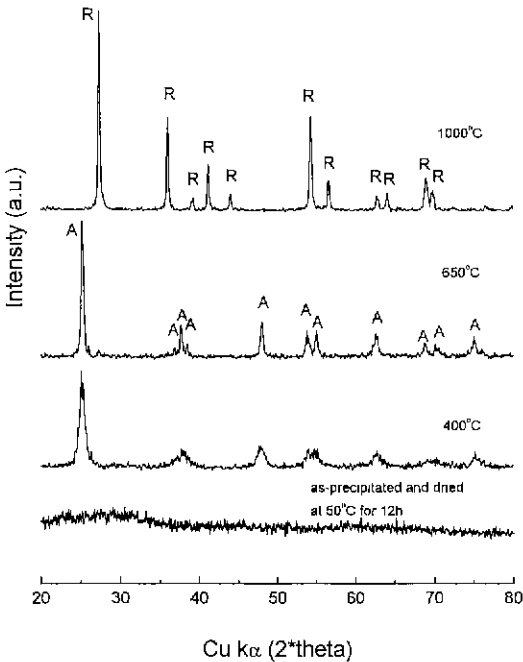 R
R
R
R
R
R
R
R
R
R
R
1000°C
Intensity (a.u.)
A
A
A
A
A
A
A
A
A
A
A
650°C
400°C
as-precipitated and dried
at 50°C for 12h
20 30 40 50 60 70 80
Cu kα (2*theta)